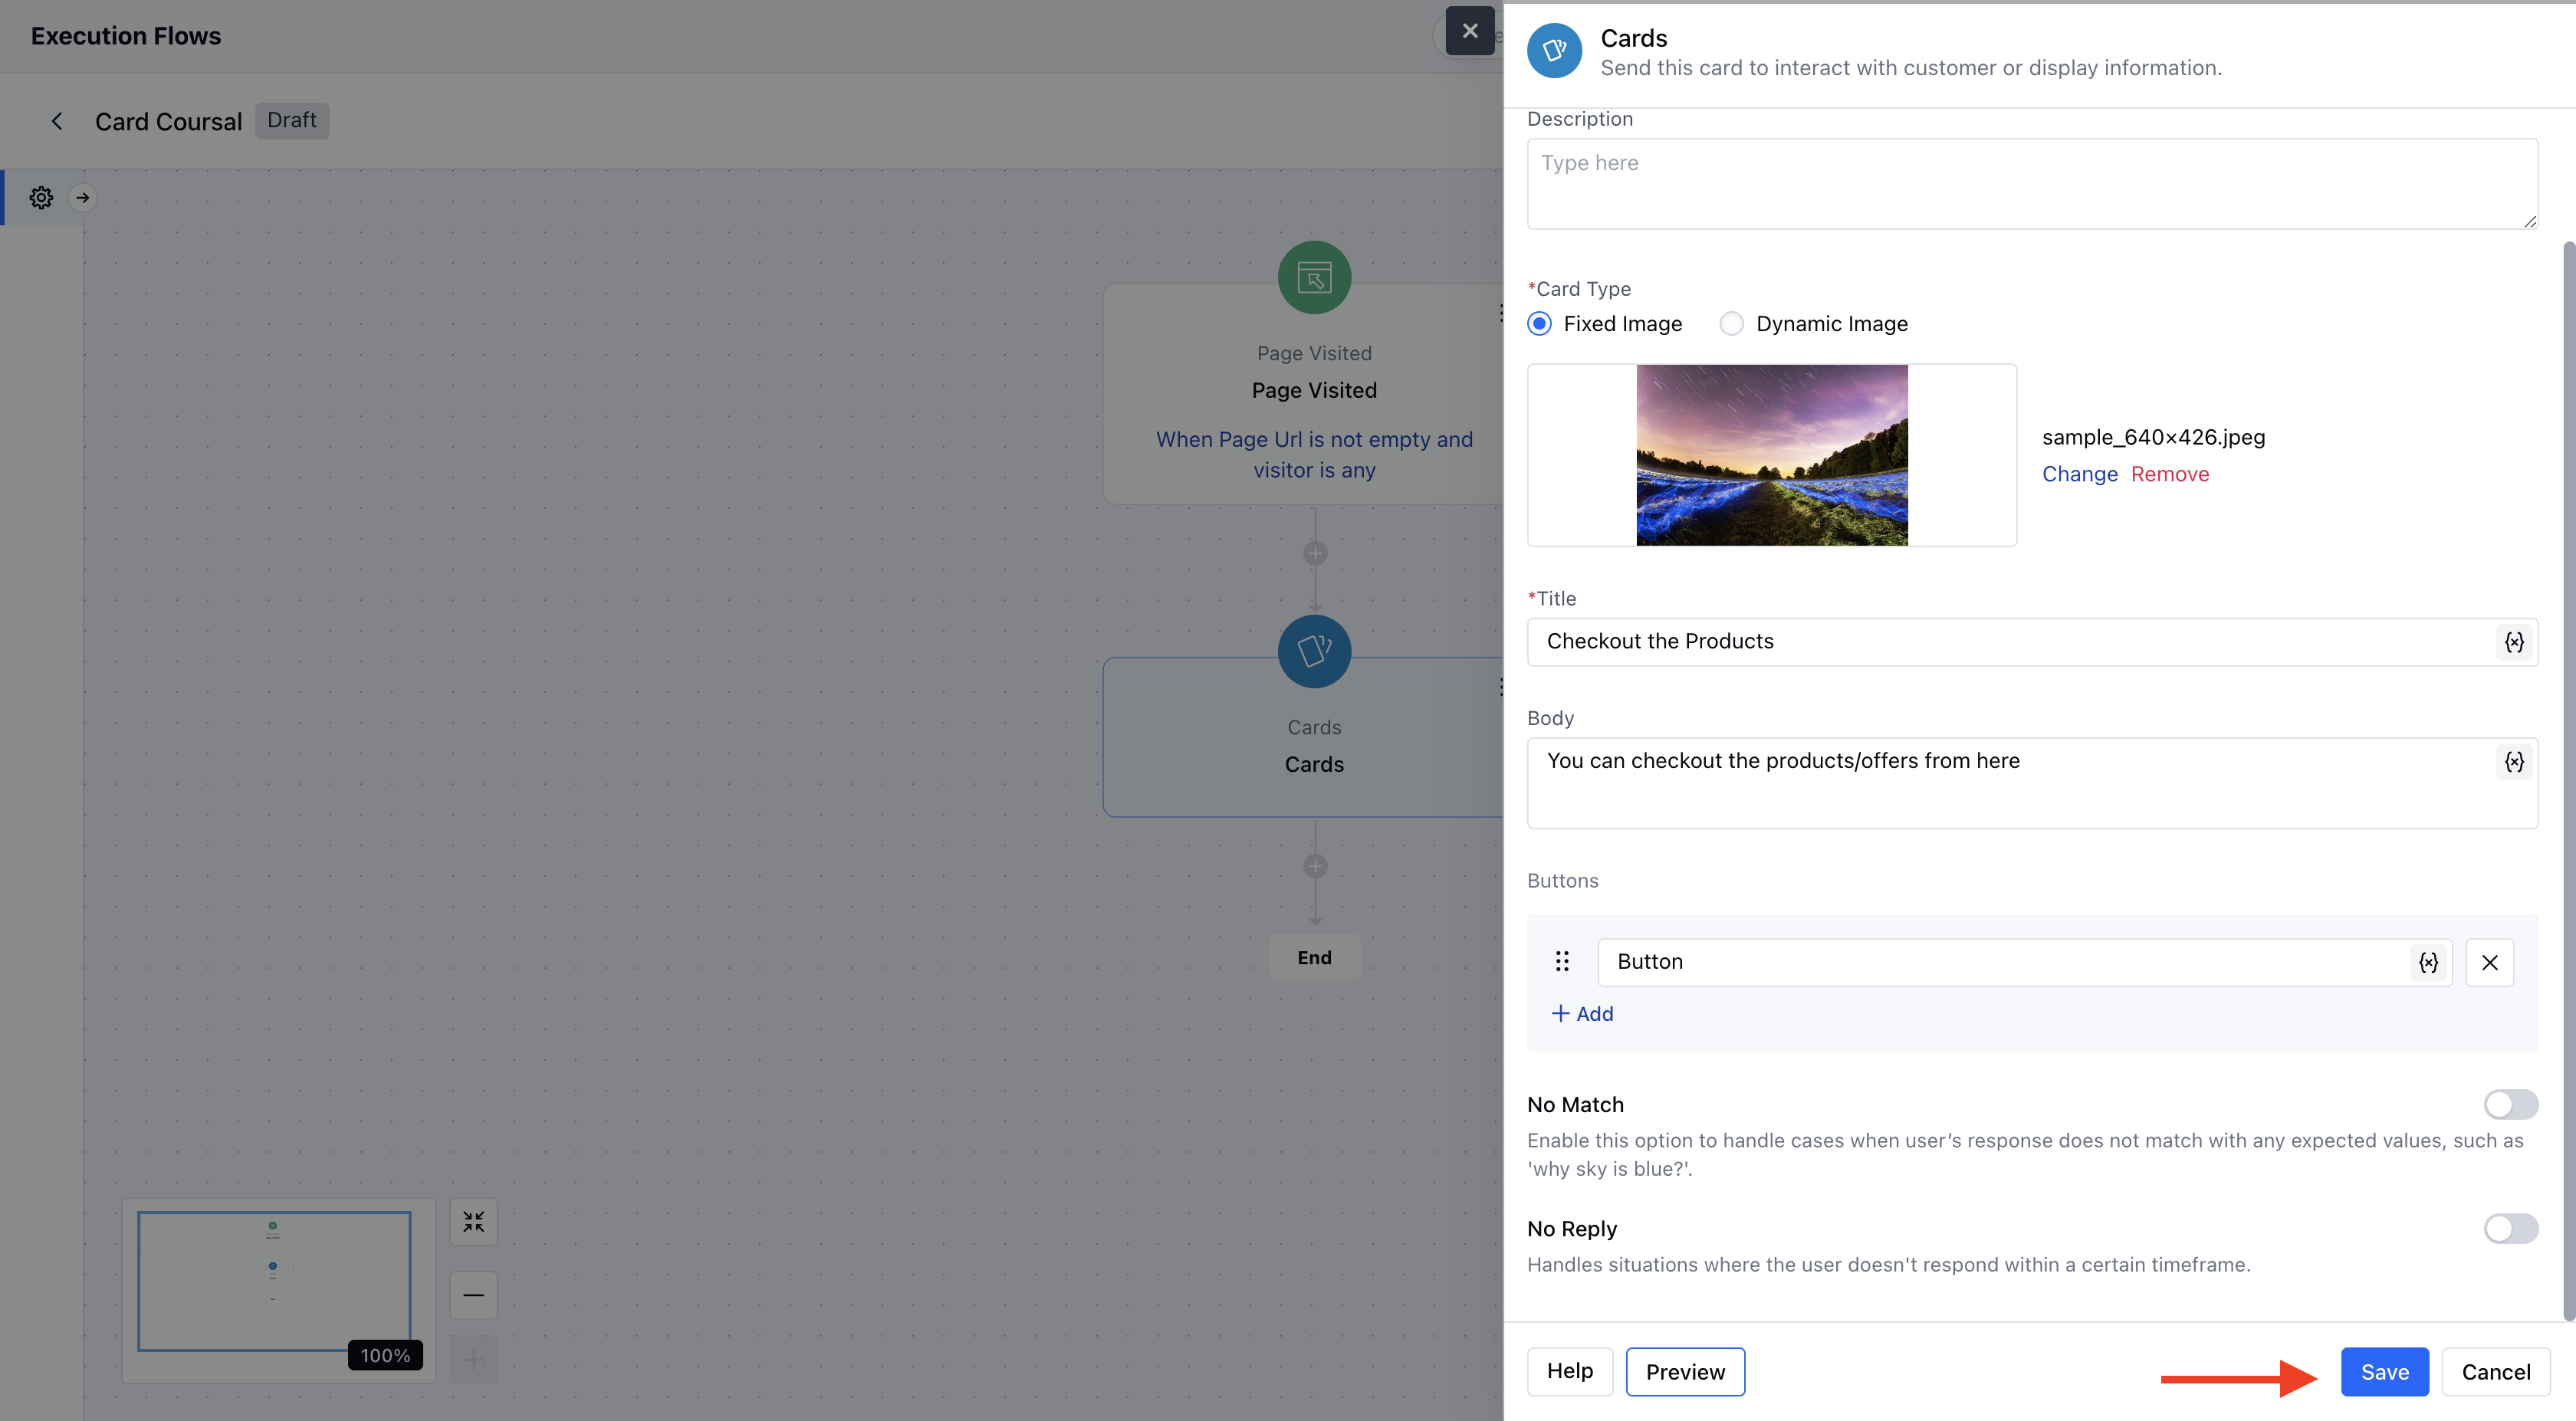 Execution Flows
Card Coursal
Draft
Page Visited
Page Visited
When Page Url is not empty and
visitor is any
Cards
Cards
End
100%
Cards
Send this card to interact with customer or display information.
Description
Type here
*Card Type
Fixed Image
Dynamic Image
sample_640×426.jpeg
Change Remove
*Title
Checkout the Products
{×}
Body
You can checkout the products/offers from here
{×}
Buttons
Button
{×}
+ Add
No Match
Enable this option to handle cases when user’s response does not match with any expected values, such as
'why sky is blue?'.
No Reply
Handles situations where the user doesn't respond within a certain timeframe.
Help
Preview
Save
Cancel